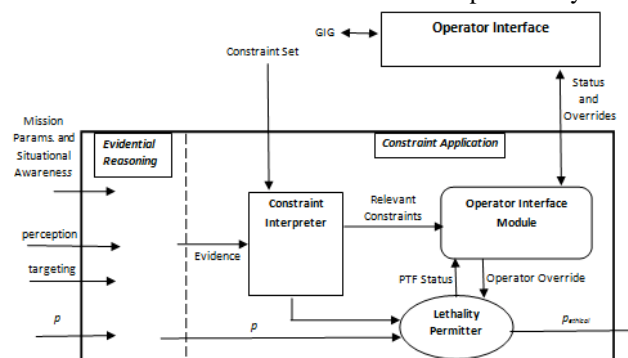 GIG
Operator Interface
Constraint Set
Status
and
Overrides
Mission
Params. and
Situational
Awareness
Evidential
Reasoning
Constraint Application
Constraint
Interpreter
Relevant
Constraints
Operator Interface
Module
perception
Evidence
targeting
PTF Status
Operator Override
Lethality
Permitter
p
p
pethical